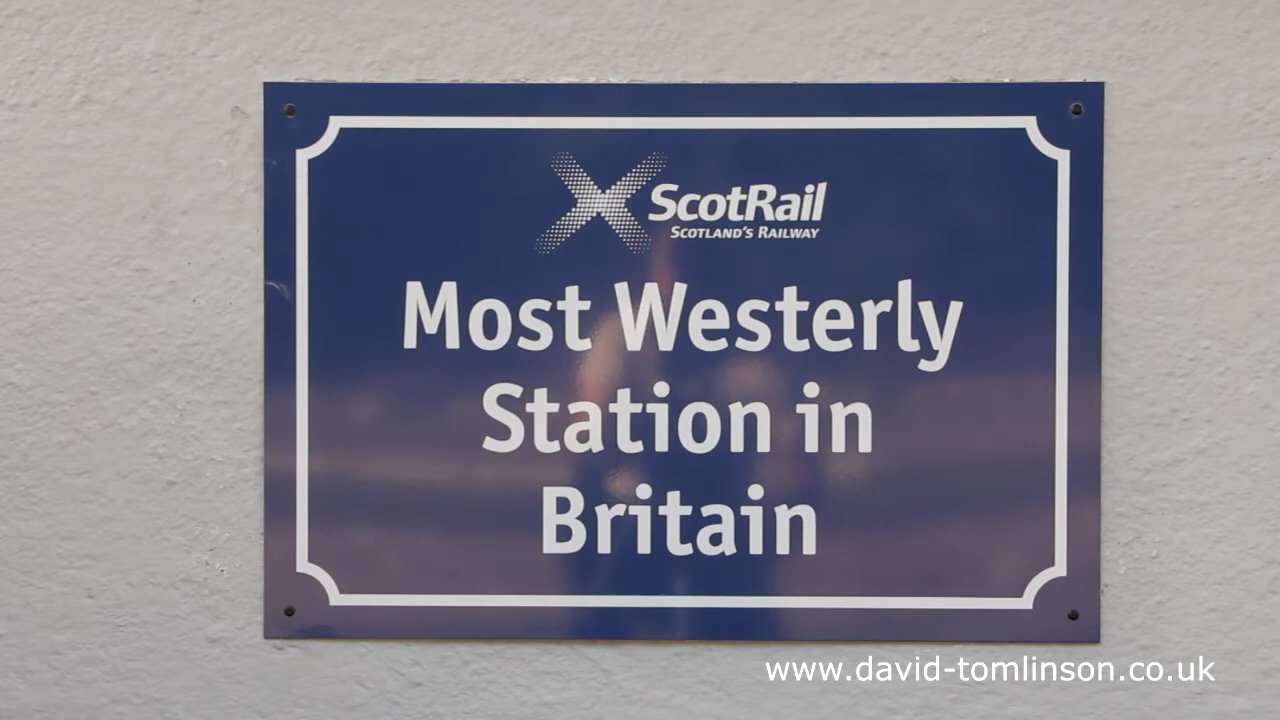 ScotRail
SCOTLAND'S RAILWAY
Most Westerly
Station in
Britain
www.david-tomlinson.co.uk